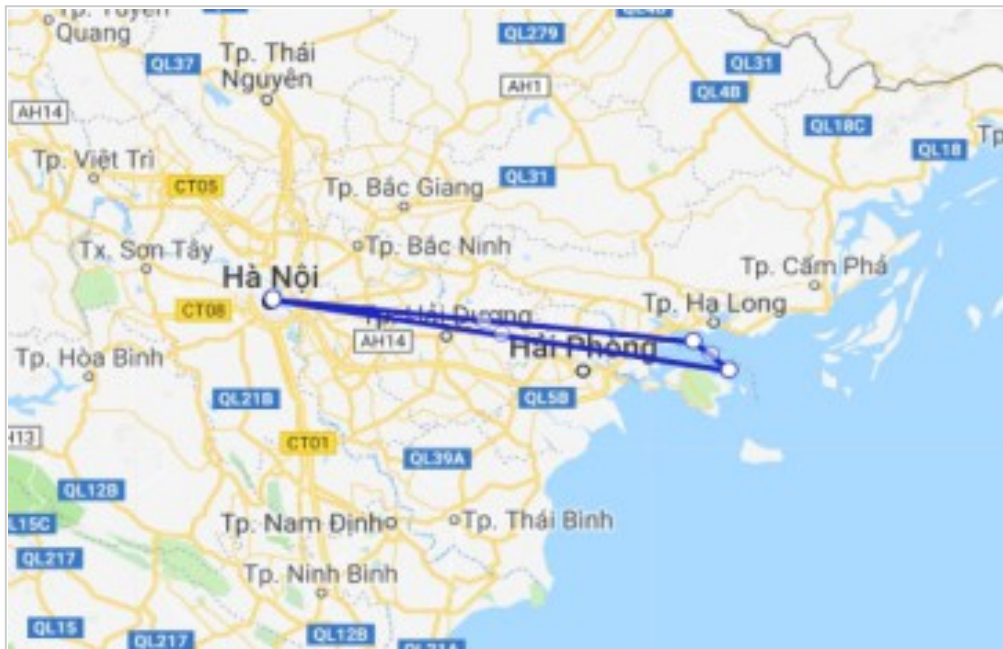 Tp. Tuyên
Quang
QL279
QL4B
QL31
QL37
Tp. Thái
Nguyên
AH1
QL4B
AH14
QL18C
QL18
Tp. Việt Trì
CT05
QL31
Tp. Bắc Giang
Tp. Bắc Ninh
Tx. Sơn Tây
Hà Nội
Tp. Cẩm Phả
CT08
Tp. Hạ Long
Tp. Hải Dương
AH14
Hải Phòng
Tp. Hòa Bình
QL21B
QL5B
H13
CT01
QL39A
QL12B
QL15C
Tp. Nam Định
Tp. Thái Bình
QL217
Tp. Ninh Bình
QL15
QL217
QL12B